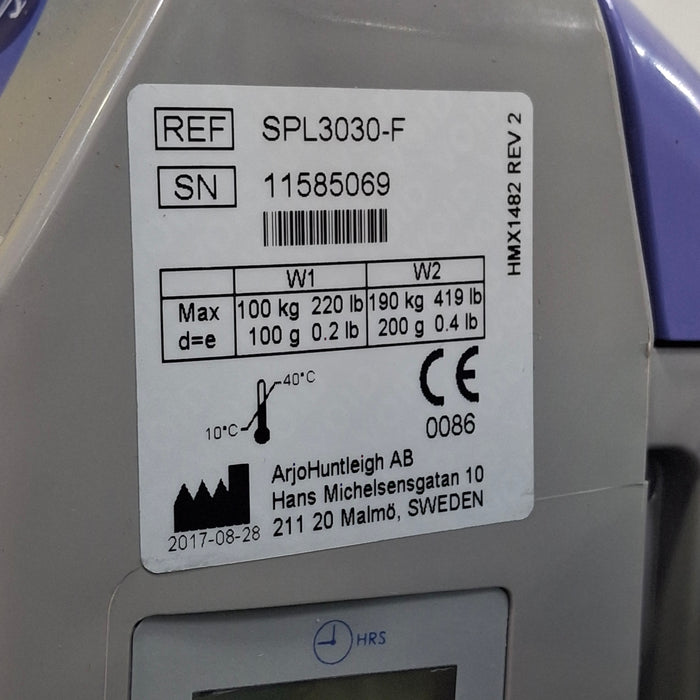 REF SPL3030-F
SN 11585069
HMX1482 REV 2
W1 W2
Max 100 kg 220 lb 190 kg 419 lb
d=e 100 g 0.2 lb 200 g 0.4 lb
40°C
10°C
CE
0086
ArjoHuntleigh AB
Hans Michelsensgatan 10
211 20 Malmö, SWEDEN
2017-08-28
HRS